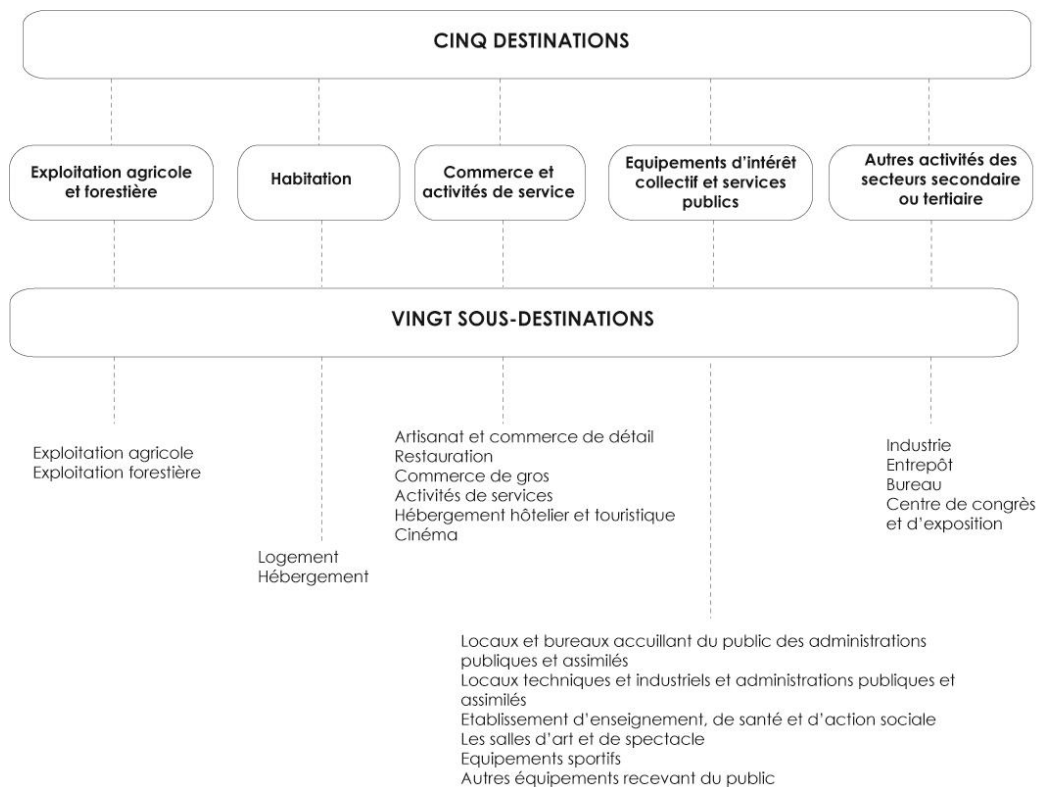 CINQ DESTINATIONS
Exploitation agricole
et forestière
Habitation
Commerce et
activités de service
Equipements d'intérêt
collectif et services
publics
Autres activités des
secteurs secondaire
ou tertiaire
VINGT SOUS-DESTINATIONS
Exploitation agricole
Exploitation forestière
Logement
Hébergement
Artisanat et commerce de détail
Restauration
Commerce de gros
Activités de services
Hébergement hôtelier et touristique
Cinéma
Locaux et bureaux accuillant du public des administrations
publiques et assimilés
Locaux techniques et industriels et administrations publiques et
assimilés
Etablissement d'enseignement, de santé et d'action sociale
Les salles d'art et de spectacle
Equipements sportifs
Autres équipements recevant du public
Industrie
Entrepôt
Bureau
Centre de congrès
et d'exposition